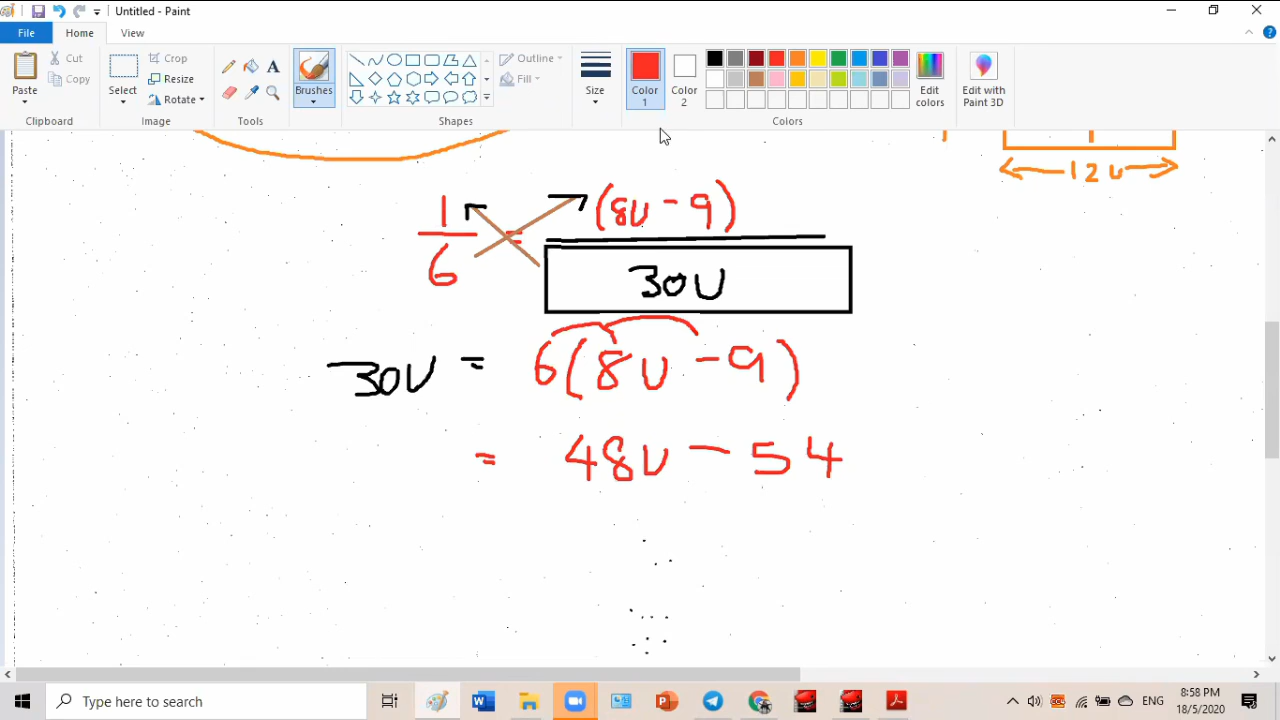 Untitled - Paint
File Home View
Paste Cut Copy
Clipboard
Select Crop Resize Rotate
Image
Tools
Brushes
Outline Fill
Shapes
Size
Color 1
Color 2
Edit colors
Colors
Edit with Paint 3D
12u
1/6 = (8u - 9)/30u
30u = 6(8u - 9)
= 48u - 54
Type here to search
8:58 PM
18/5/2020